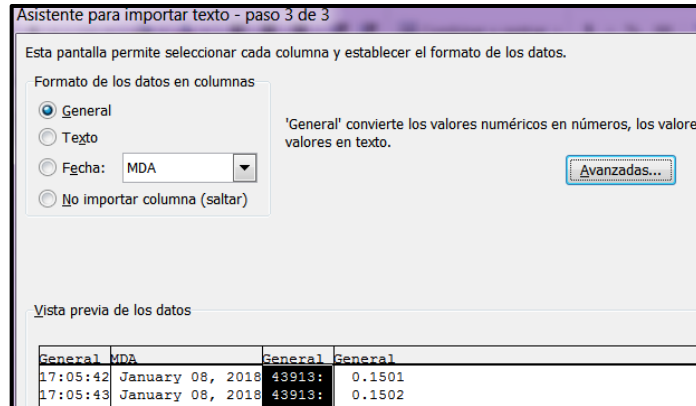 Asistente para importar texto - paso 3 de 3
Esta pantalla permite seleccionar cada columna y establecer el formato de los datos.
Formato de los datos en columnas
General
Texto
Fecha: MDA
No importar columna (saltar)
'General' convierte los valores numéricos en números, los valore
valores en texto.
Avanzadas...
Vista previa de los datos
General MDA General General
17:05:42 January 08, 2018 43913: 0.1501
17:05:43 January 08, 2018 43913: 0.1502